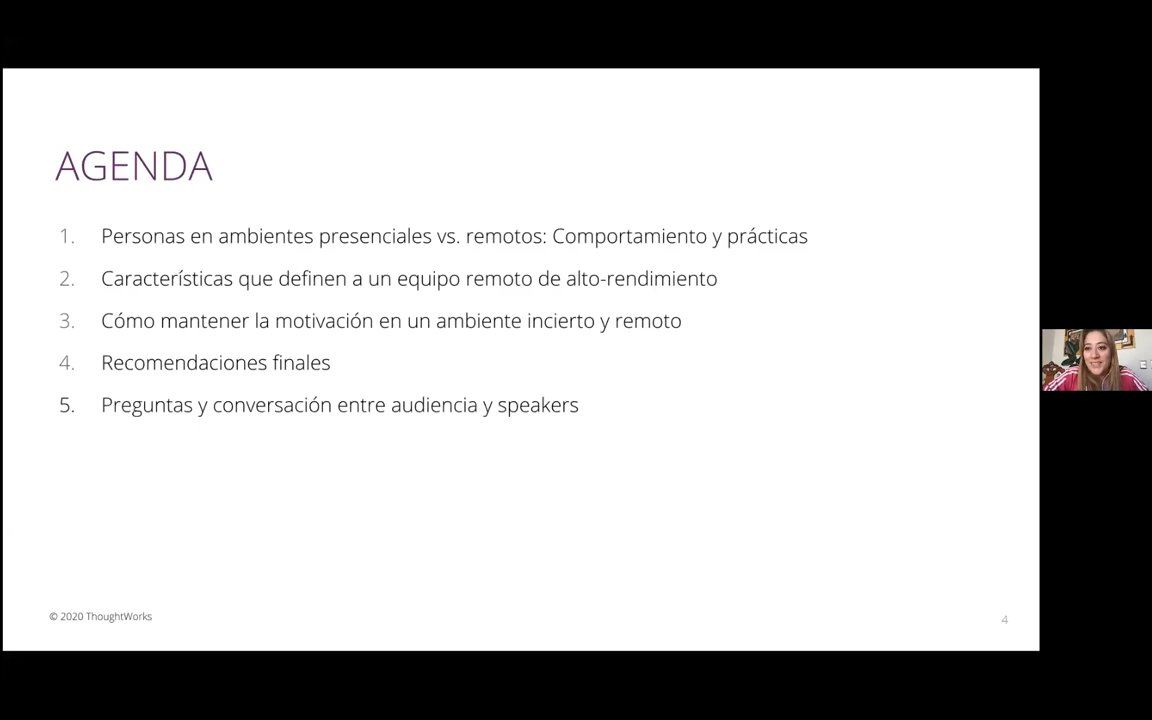 AGENDA
1. Personas en ambientes presenciales vs. remotos: Comportamiento y prácticas
2. Características que definen a un equipo remoto de alto-rendimiento
3. Cómo mantener la motivación en un ambiente incierto y remoto
4. Recomendaciones finales
5. Preguntas y conversación entre audiencia y speakers
© 2020 ThoughtWorks
4